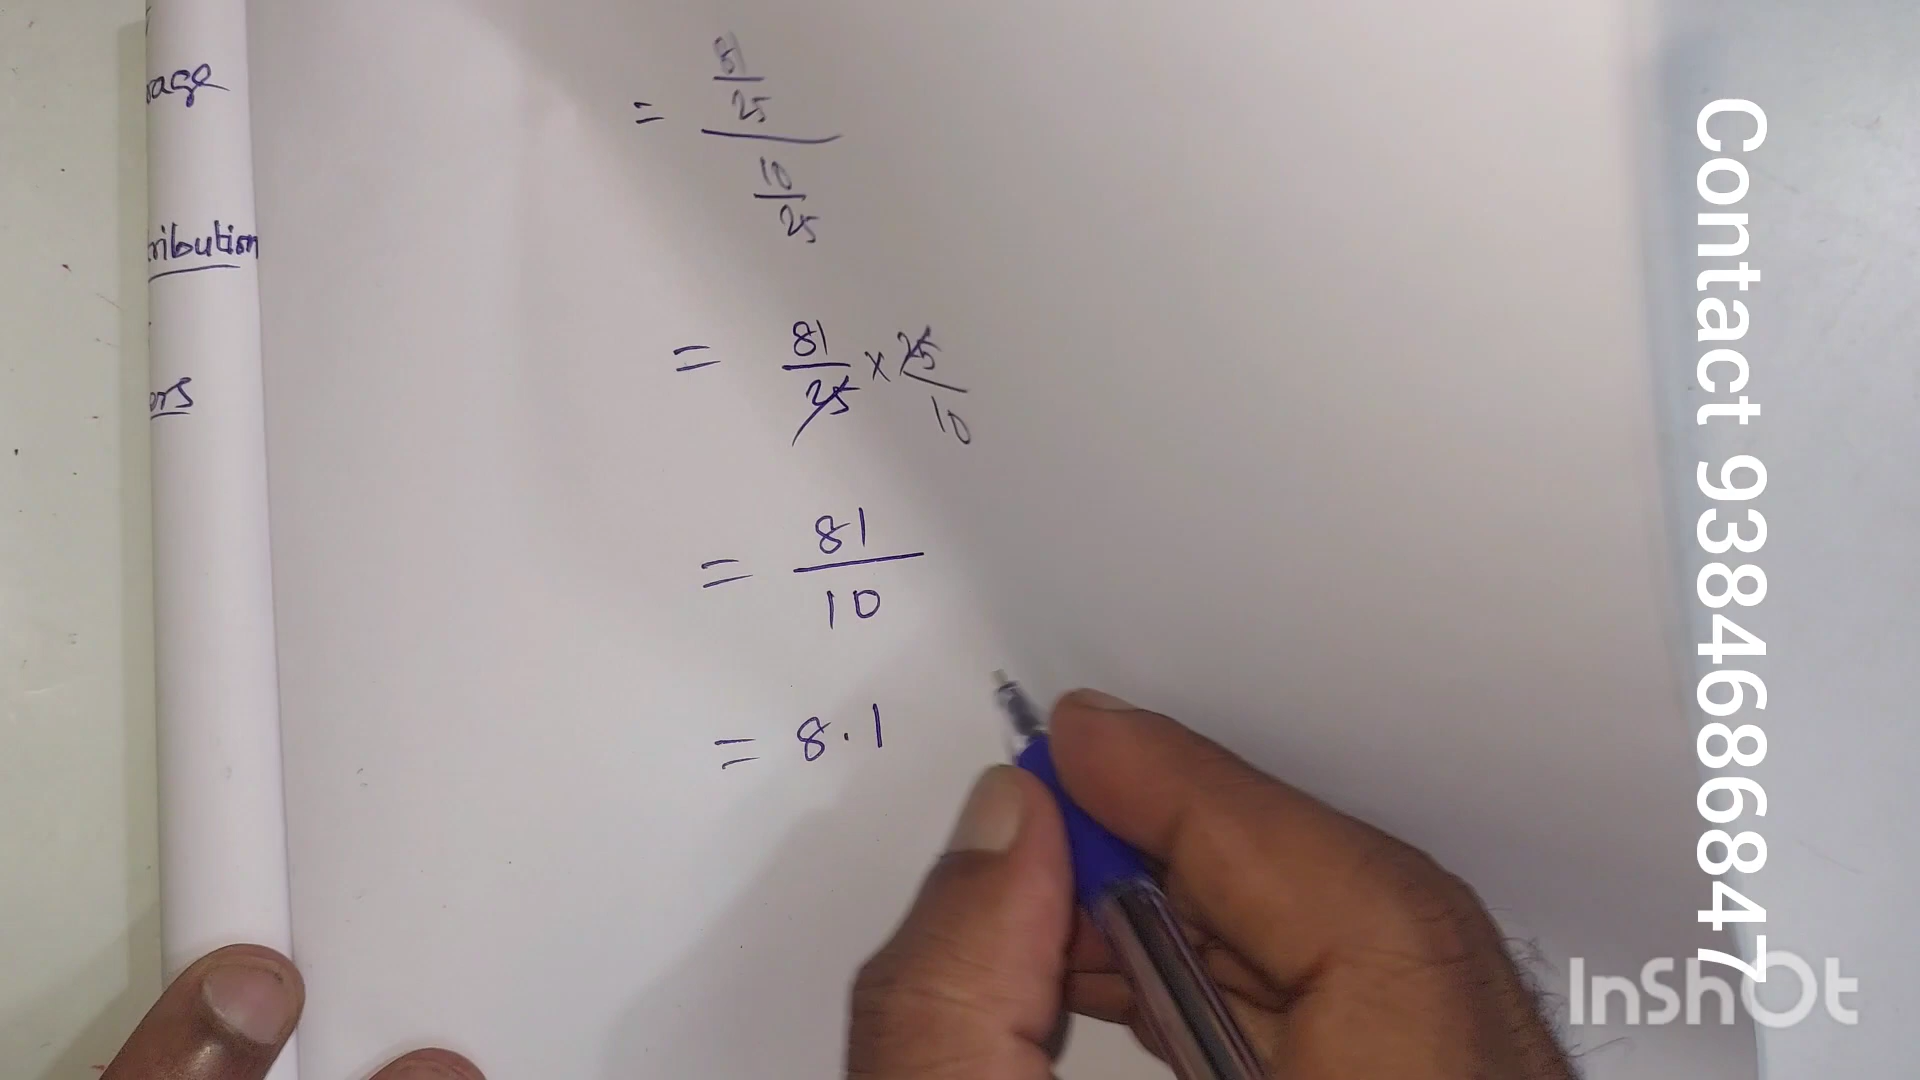 rage
ribution
ors
= 81/25 / 10/25
= 81/25 × 25/10
= 81/10
= 8.1
Contact 9384686847
InShOt